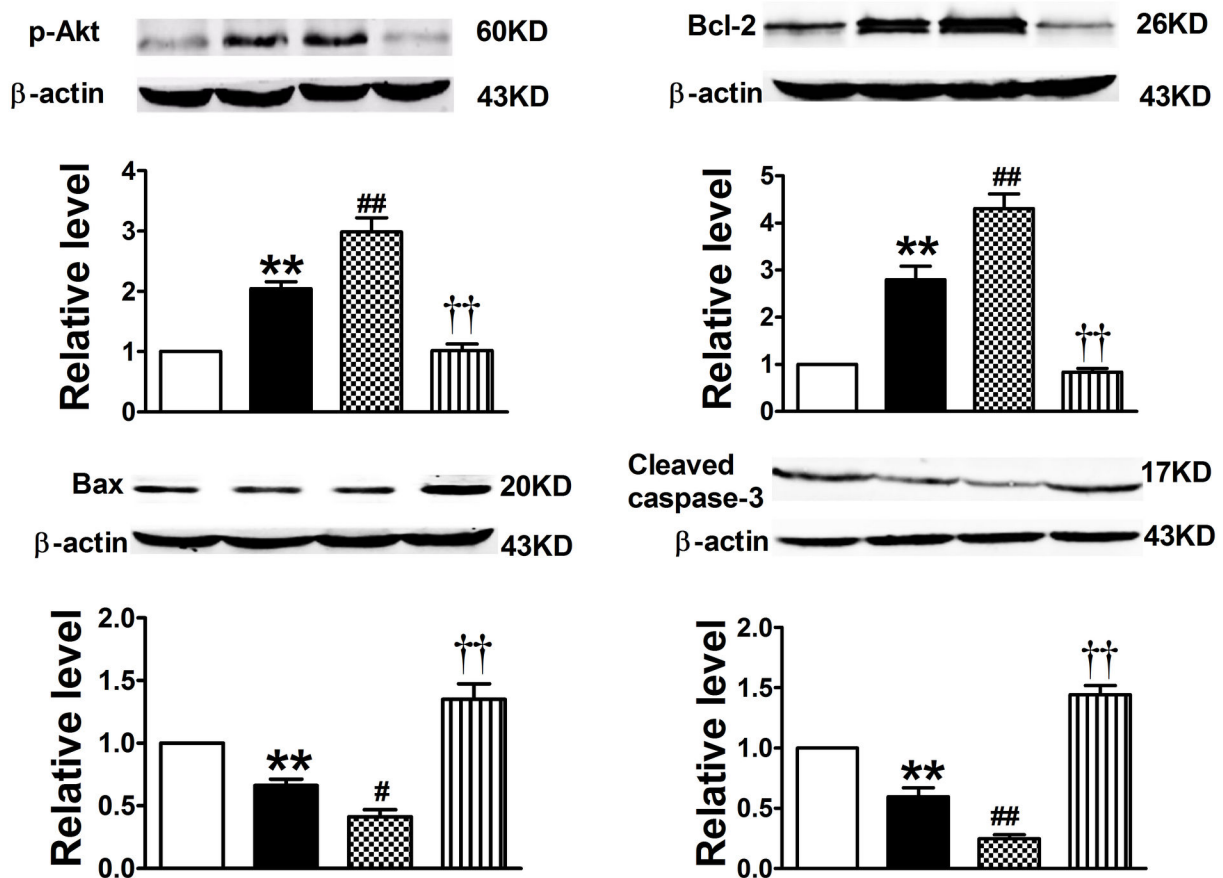 p-Akt 60KD
β-actin 43KD
Relative level
4
3
2
1
0
**
##
††
Bcl-2 26KD
β-actin 43KD
Relative level
5
4
3
2
1
0
**
##
††
Bax 20KD
β-actin 43KD
Relative level
2.0
1.5
1.0
0.5
0.0
**
#
††
Cleaved
caspase-3 17KD
β-actin 43KD
Relative level
2.0
1.5
1.0
0.5
0.0
**
##
††